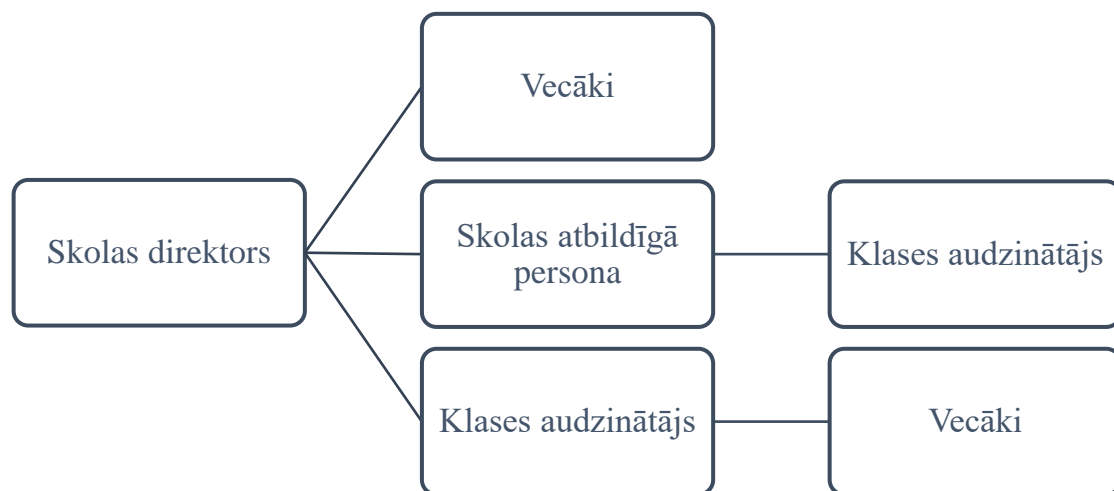 Vecāki
Skolas direktors
Skolas atbildīgā
persona
Klases audzinātājs
Klases audzinātājs
Vecāki